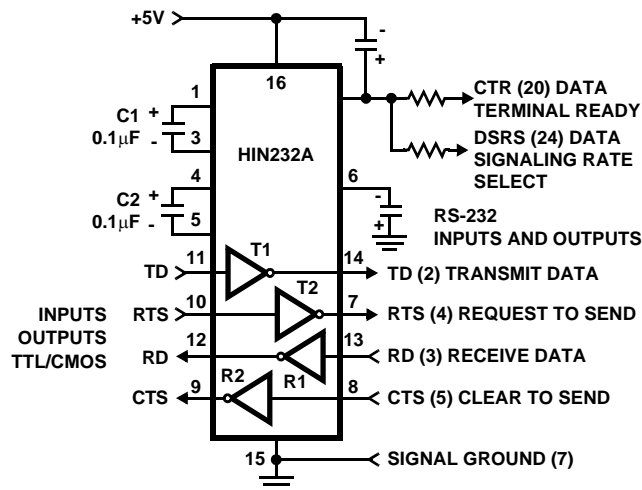 +5V
-
+
16
1
CTR (20) DATA
TERMINAL READY
C1
+
0.1μF
-
3
HIN232A
DSRS (24) DATA
SIGNALING RATE
SELECT
4
6
C2
+
0.1μF
-
5
-
+
RS-232
INPUTS AND OUTPUTS
TD
11
T1
14
TD (2) TRANSMIT DATA
INPUTS
OUTPUTS
TTL/CMOS
RTS
10
T2
7
RTS (4) REQUEST TO SEND
RD
12
R1
13
RD (3) RECEIVE DATA
CTS
9
R2
8
CTS (5) CLEAR TO SEND
15
SIGNAL GROUND (7)